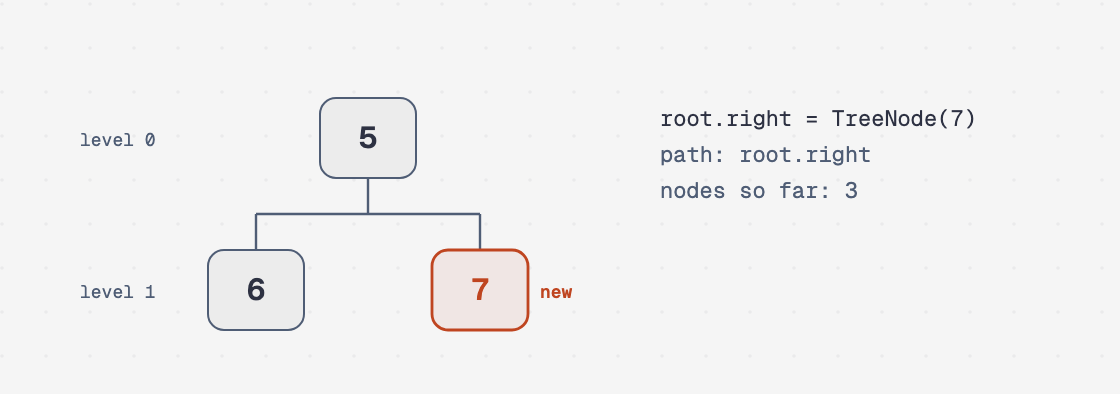 level 0
5
root.right = TreeNode(7)
path: root.right
nodes so far: 3
level 1
6
7
new